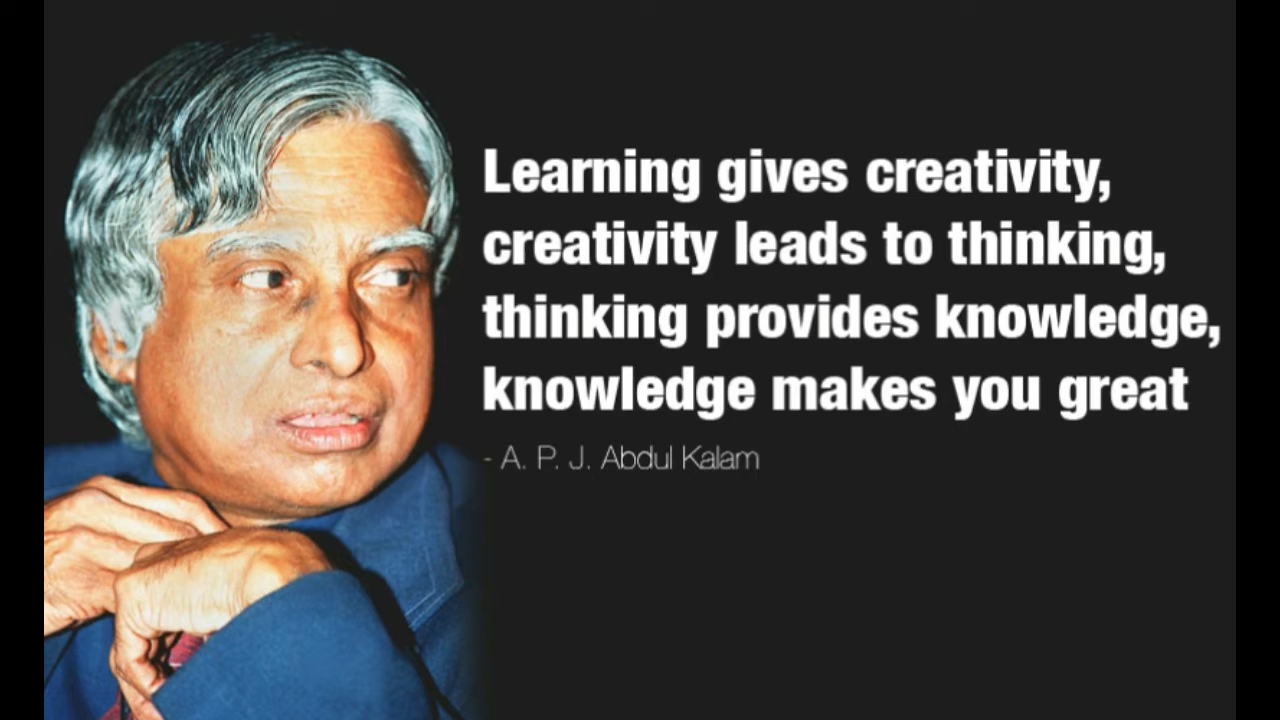 Learning gives creativity,
creativity leads to thinking,
thinking provides knowledge,
knowledge makes you great
- A. P. J. Abdul Kalam